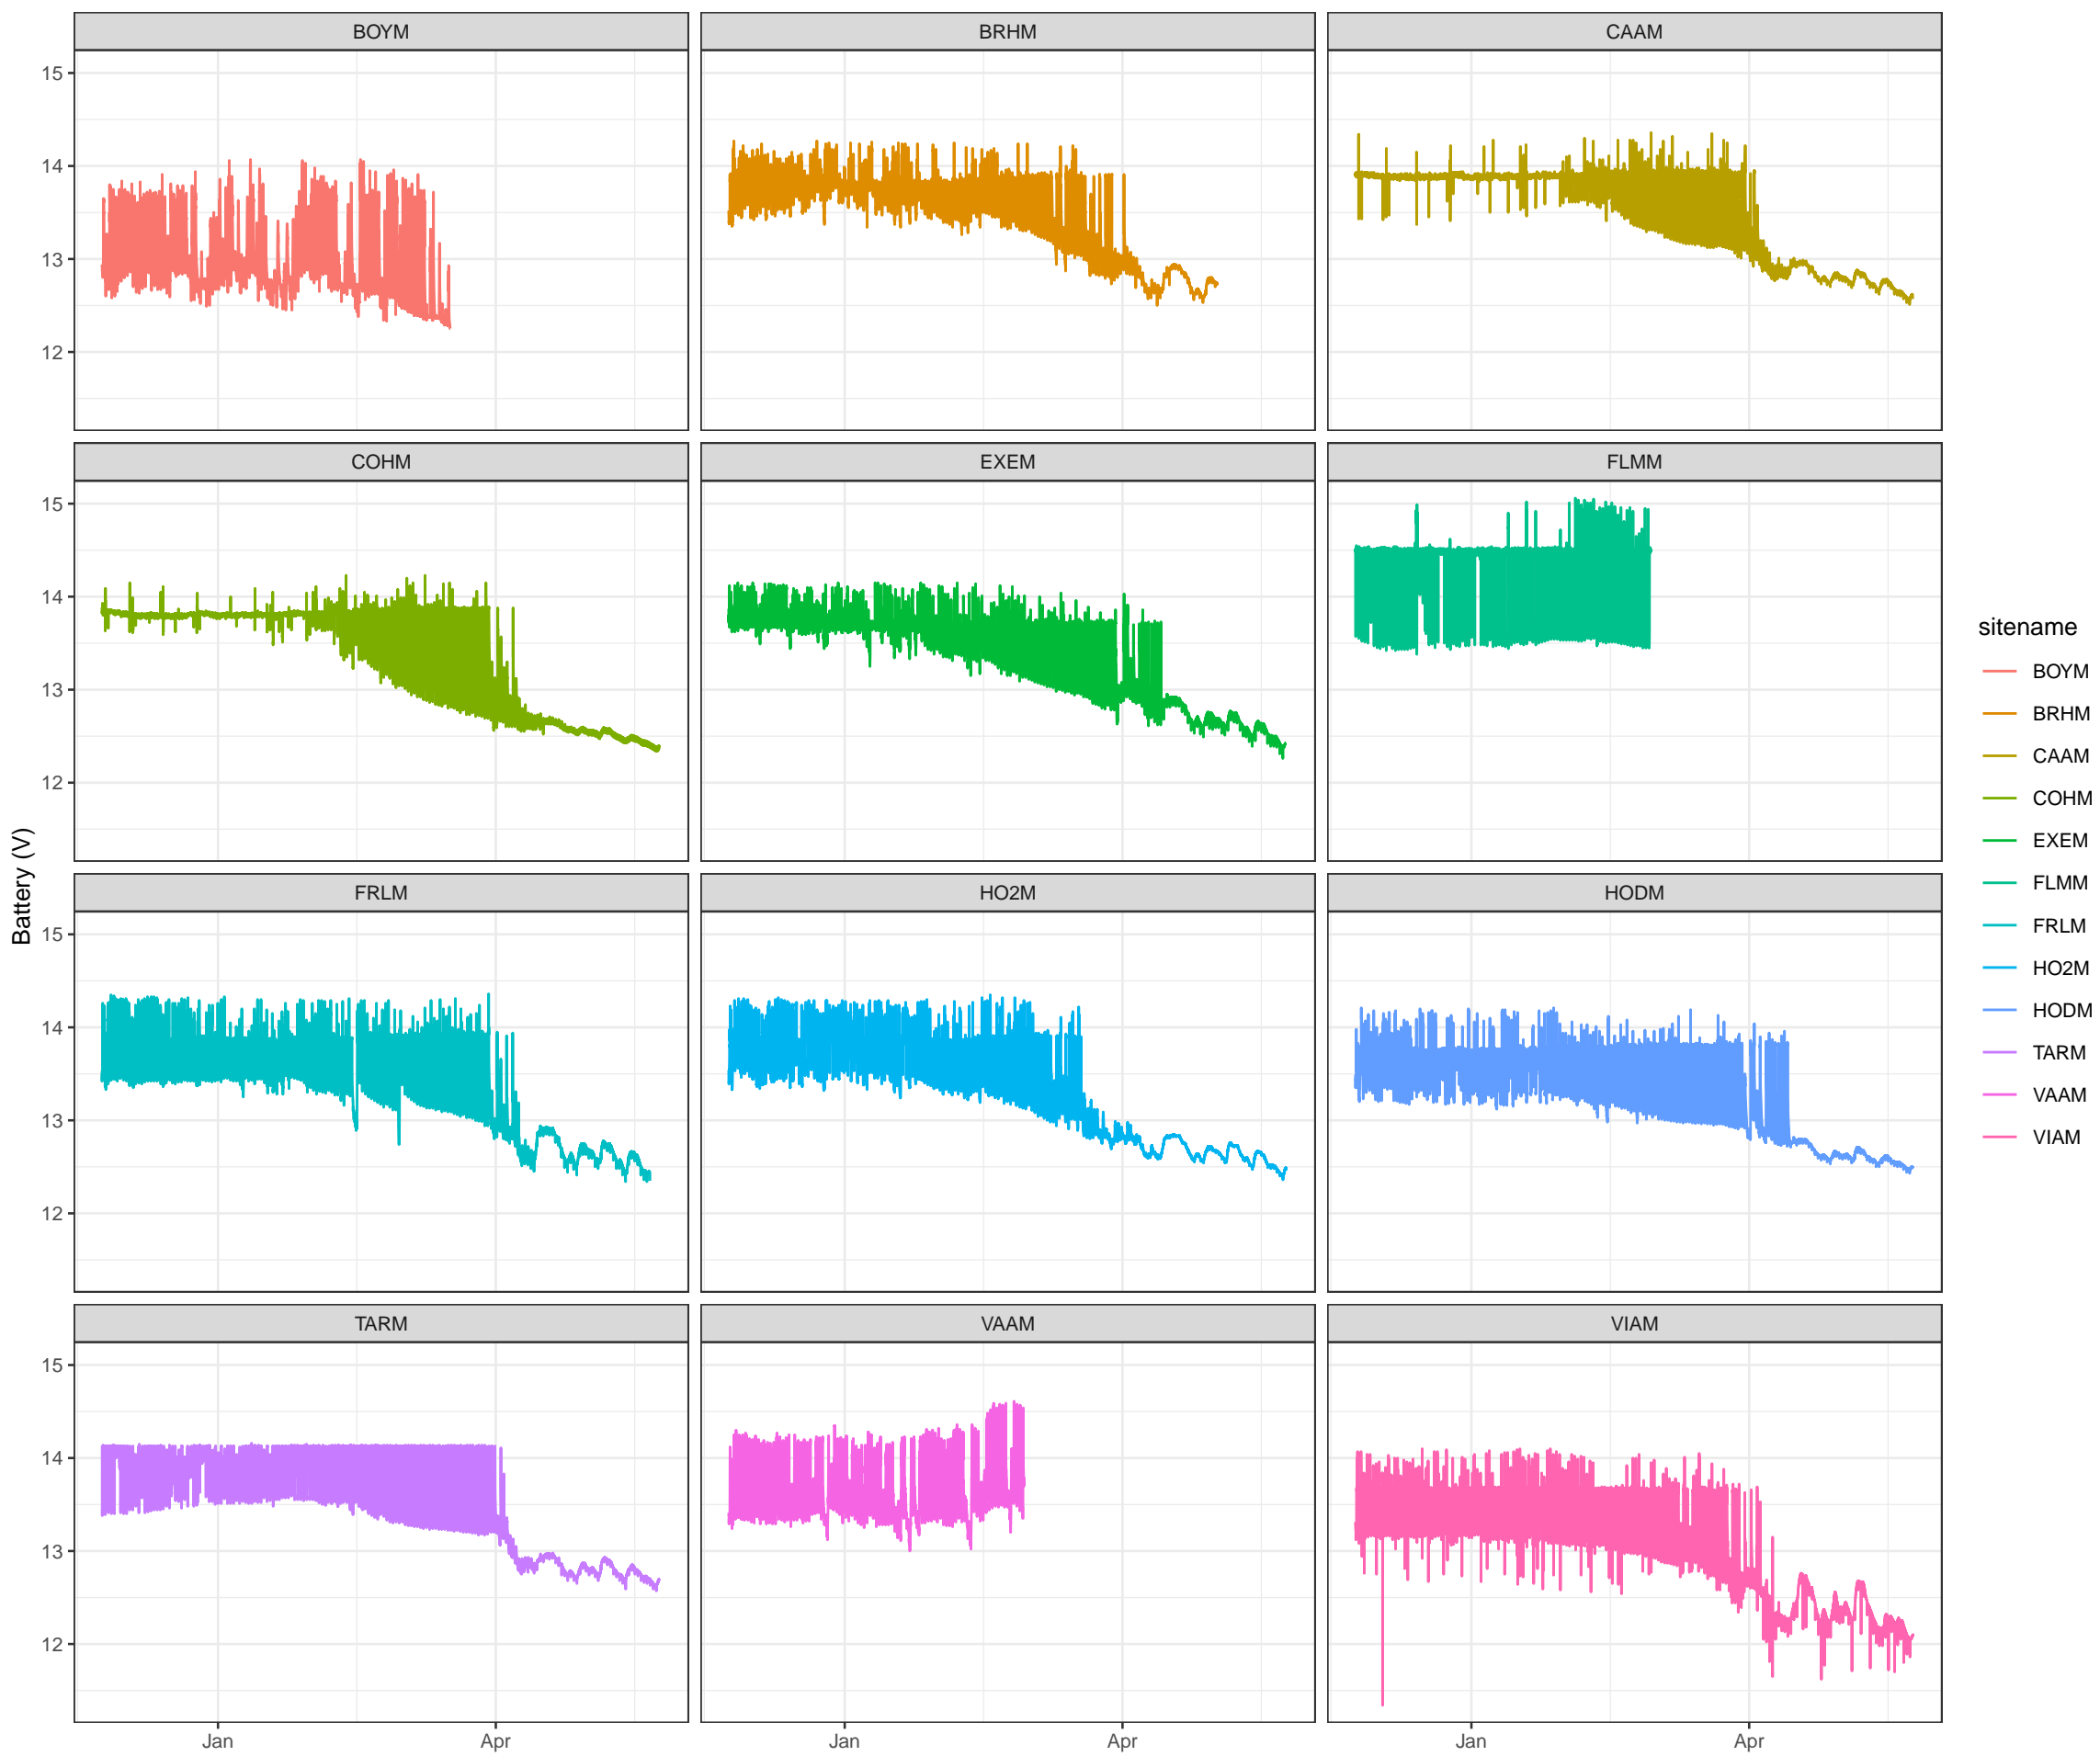 BOYM
BRHM
CAAM
15
14
13
12
COHM
EXEM
FLMM
15
14
13
12
FRLM
HO2M
HODM
15
14
13
12
TARM
VAAM
VIAM
15
14
13
12
Jan
Apr
Jan
Apr
Jan
Apr
Battery (V)
sitename
BOYM
BRHM
CAAM
COHM
EXEM
FLMM
FRLM
HO2M
HODM
TARM
VAAM
VIAM